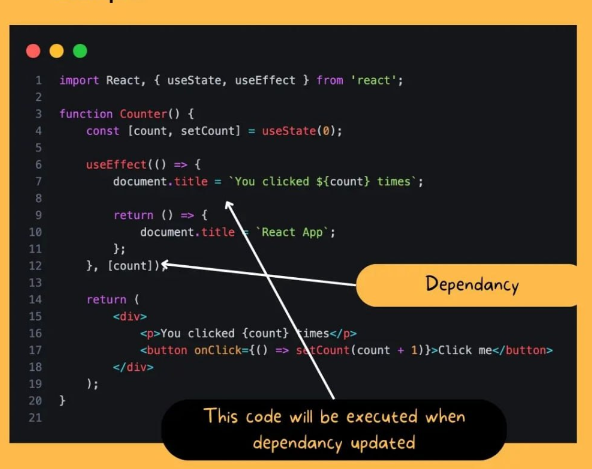 1 import React, { useState, useEffect } from 'react';
2
3 function Counter() {
4     const [count, setCount] = useState(0);
5
6     useEffect(() => {
7         document.title = `You clicked ${count} times`;
8
9         return () => {
10             document.title = `React App`;
11         };
12     }, [count]);
13
14     return (
15         <div>
16             <p>You clicked {count} times</p>
17             <button onClick={() => setCount(count + 1)}>Click me</button>
18         </div>
19     );
20 }
21
Dependancy
This code will be executed when
dependancy updated